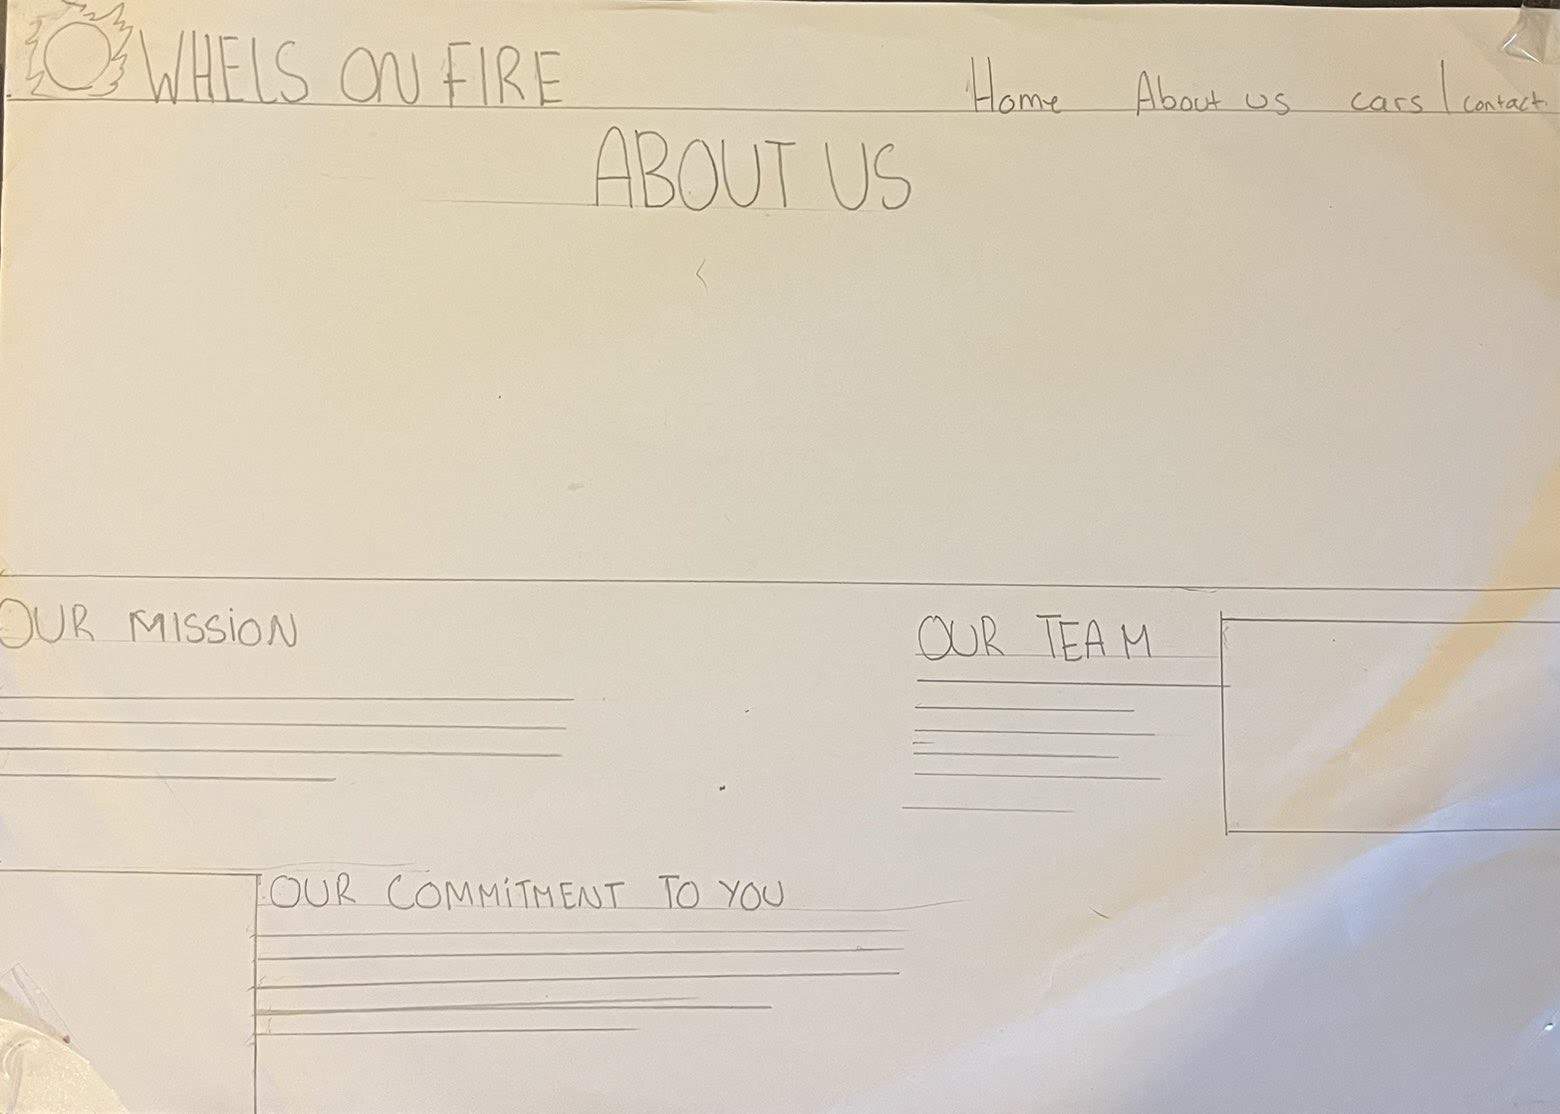 WHELS ON FIRE
Home About us cars | contact
ABOUT US
OUR MISSION
OUR TEAM
OUR COMMITMENT TO YOU